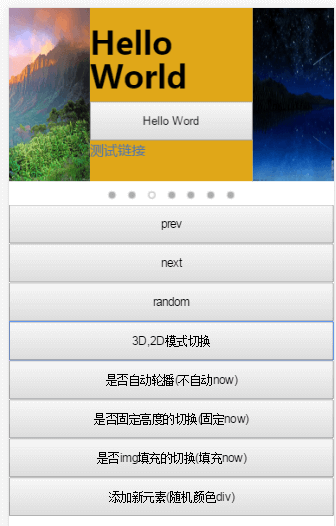 Hello
World
Hello Word
测试链接
prev
next
random
3D,2D模式切换
是否自动轮播(不自动now)
是否固定高度的切换(固定now)
是否img填充的切换(填充now)
添加新元素(随机颜色div)